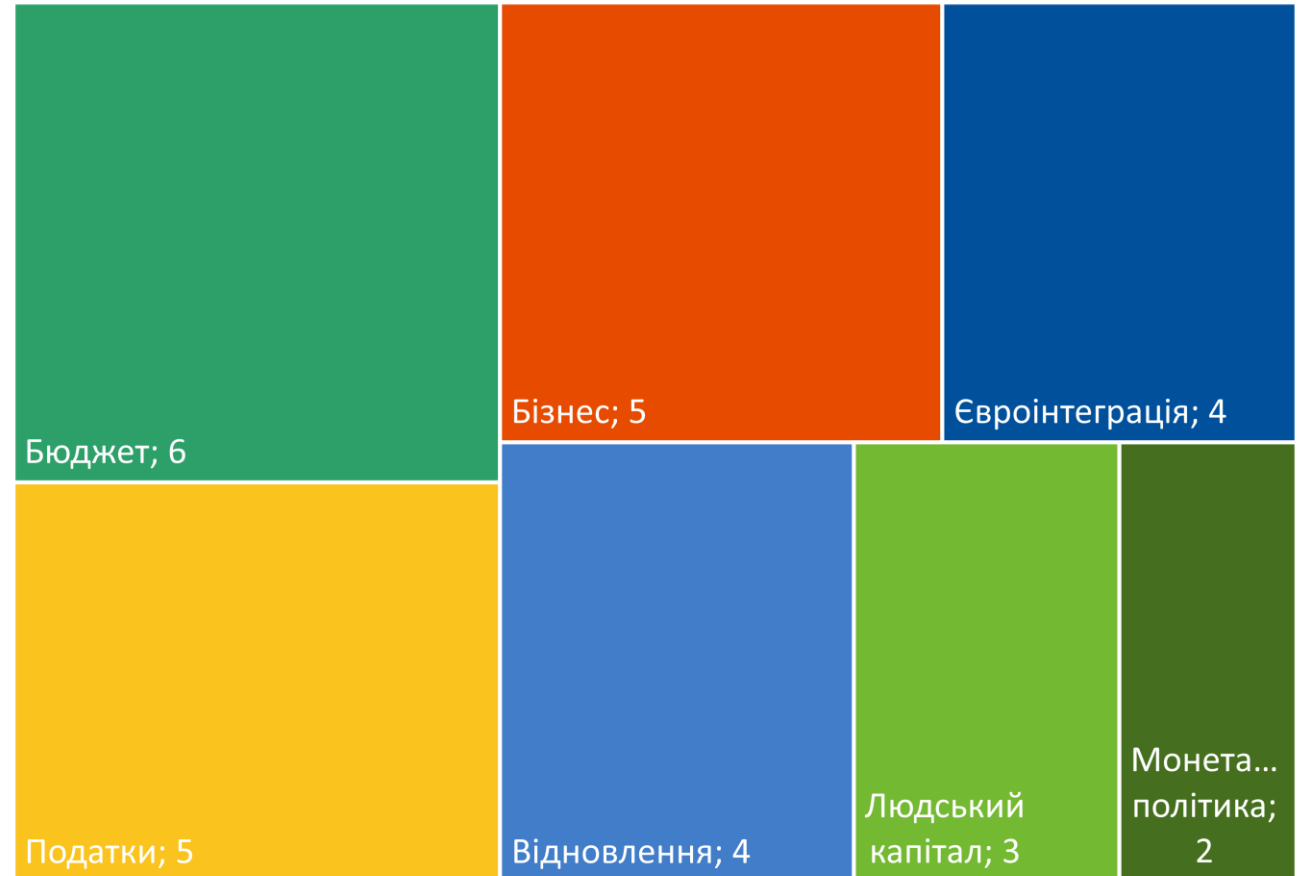 Бюджет; 6
Бізнес; 5
Євроінтеграція; 4
Податки; 5
Відновлення; 4
Людський
капітал; 3
Монета...
політика;
2